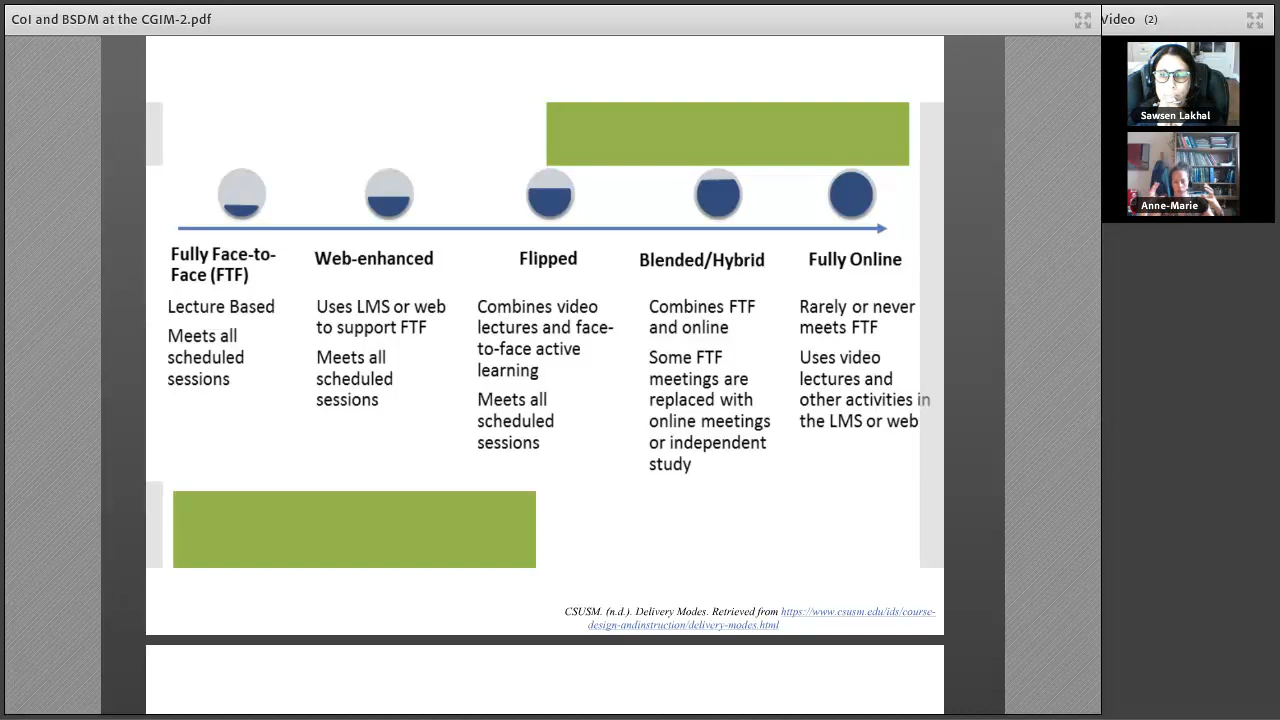 CoI and BSDM at the CGIM-2.pdf
Video (2)
Sawsen Lakhal
Anne-Marie
Fully Face-to-
Face (FTF)
Lecture Based
Meets all
scheduled
sessions
Web-enhanced
Uses LMS or web
to support FTF
Meets all
scheduled
sessions
Flipped
Combines video
lectures and face-
to-face active
learning
Meets all
scheduled
sessions
Blended/Hybrid
Combines FTF
and online
Some FTF
meetings are
replaced with
online meetings
or independent
study
Fully Online
Rarely or never
meets FTF
Uses video
lectures and
other activities in
the LMS or web
CSUSM. (n.d.). Delivery Modes. Retrieved from https://www.csusm.edu/ids/course-
design-andinstruction/delivery-modes.html